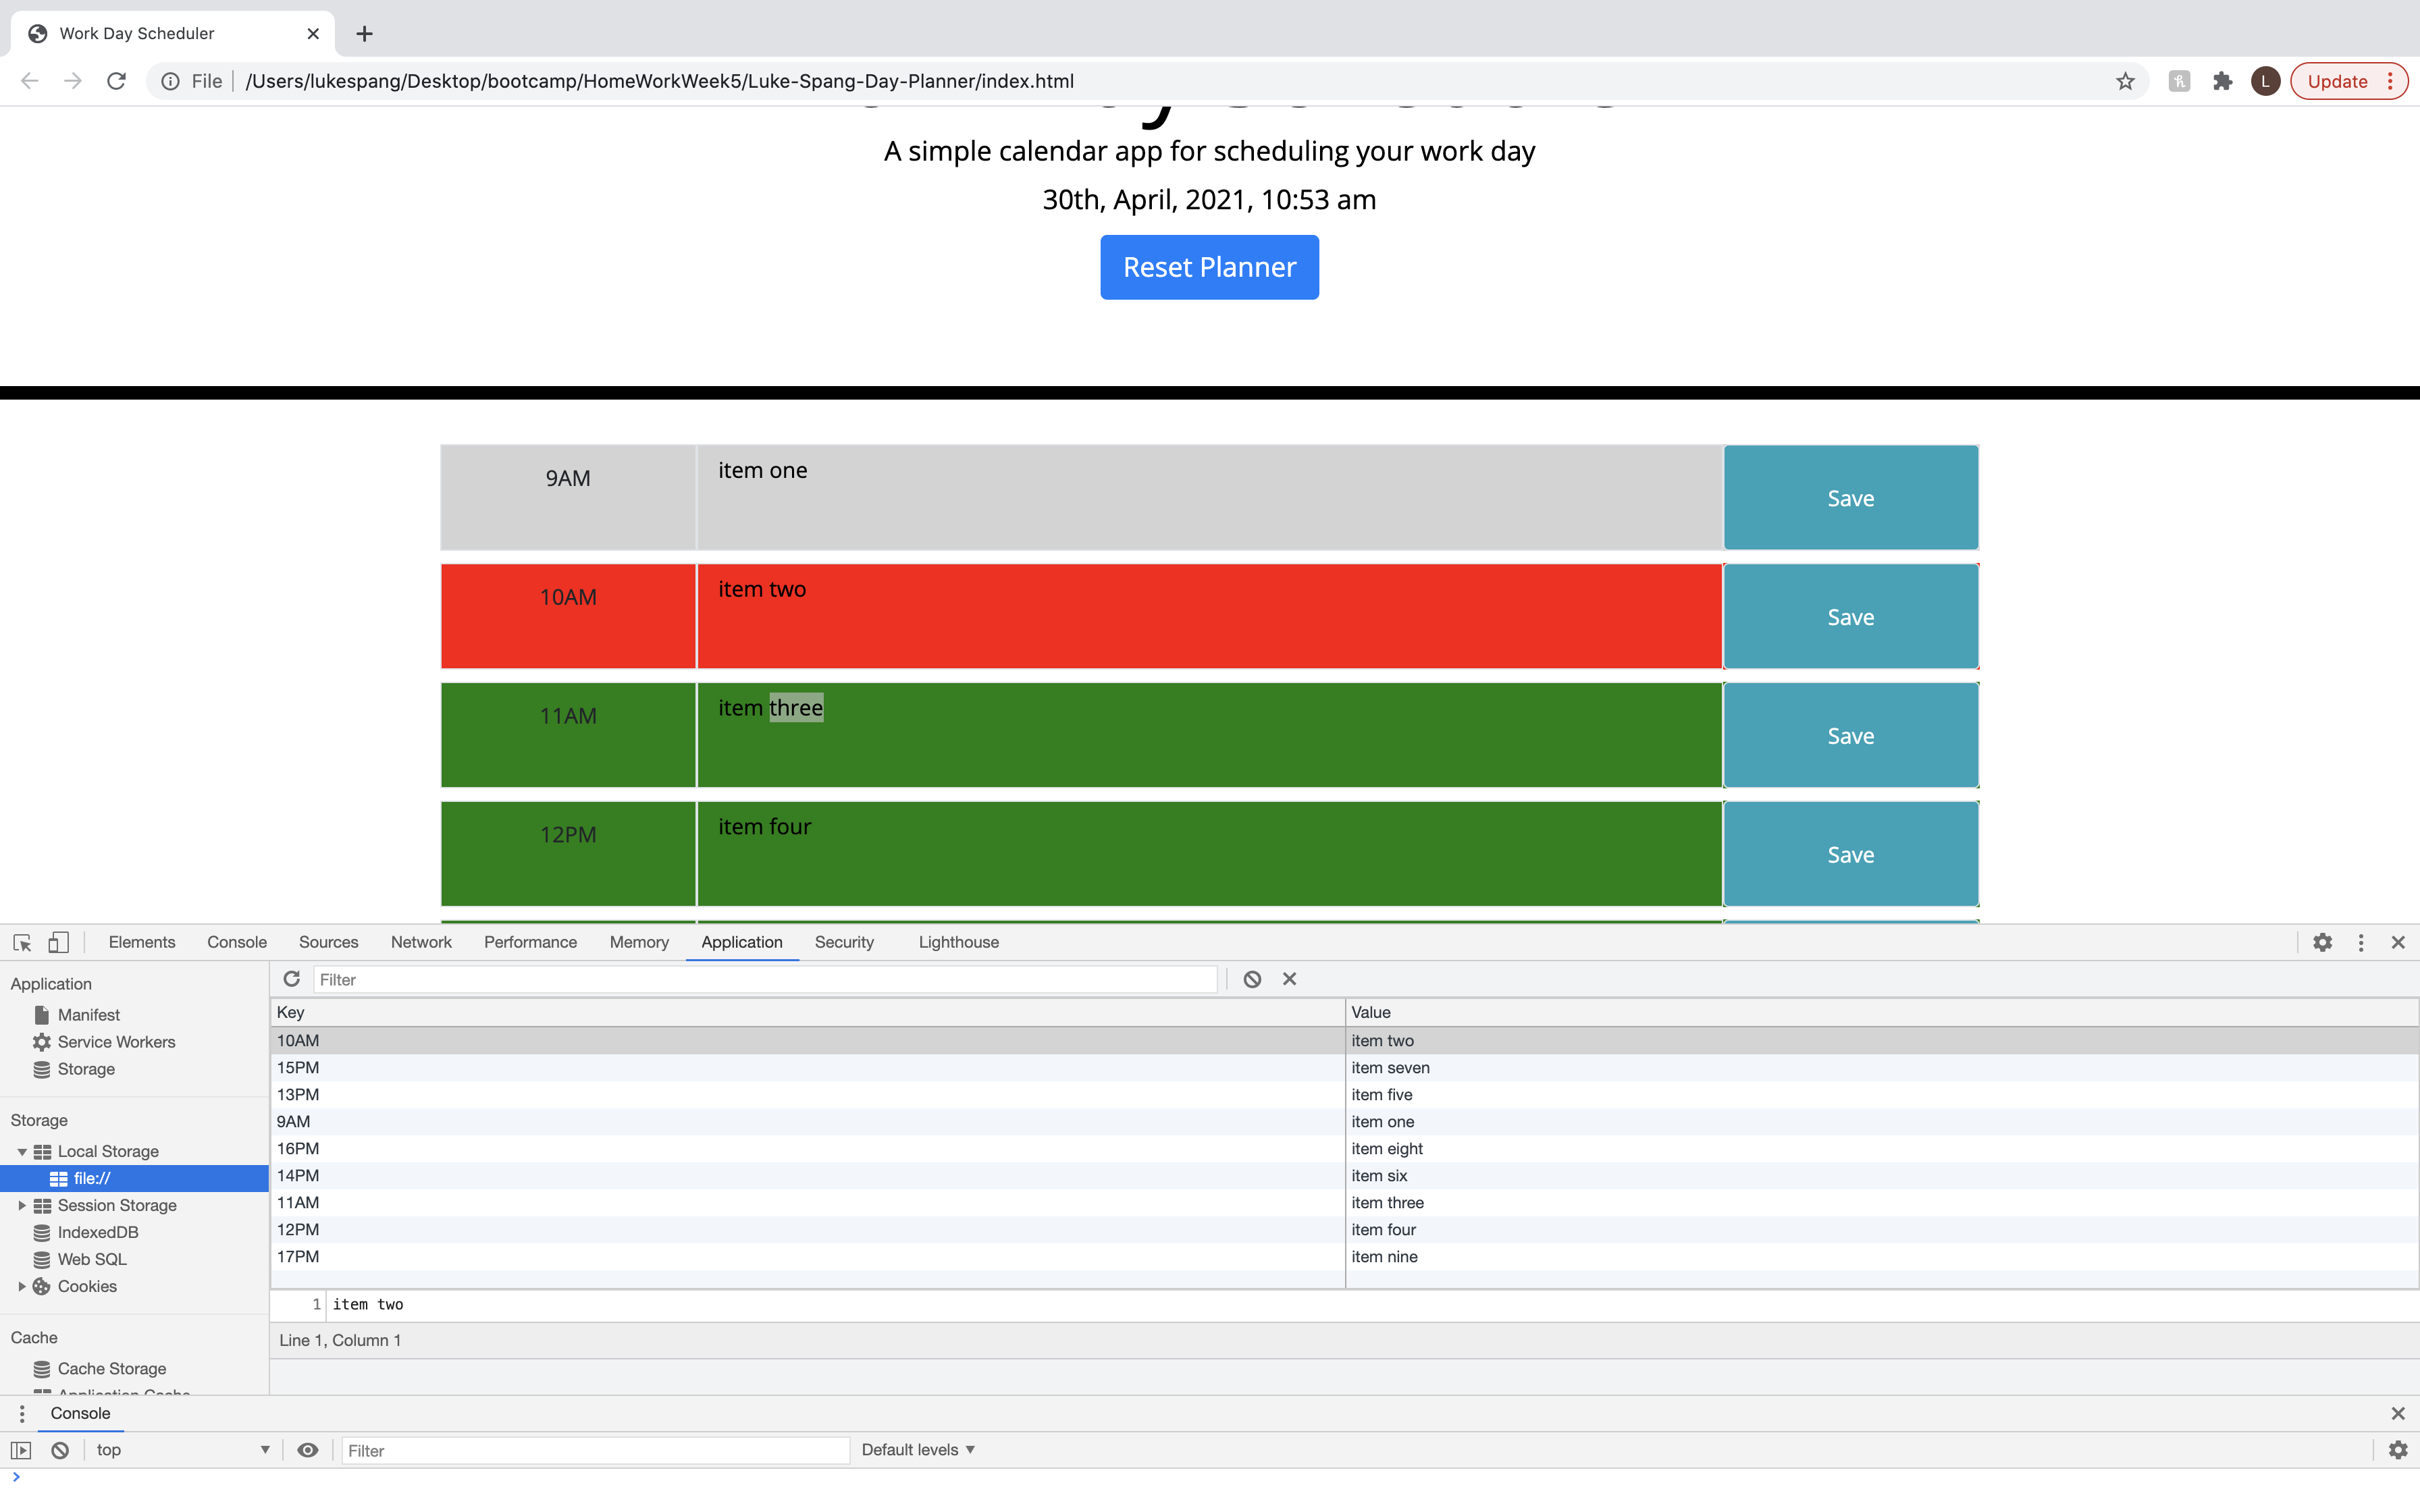 Work Day Scheduler
File /Users/lukespang/Desktop/bootcamp/HomeWorkWeek5/Luke-Spang-Day-Planner/index.html
L
Update
A simple calendar app for scheduling your work day
30th, April, 2021, 10:53 am
Reset Planner
9AM item one Save
10AM item two Save
11AM item three Save
12PM item four Save
Elements Console Sources Network Performance Memory Application Security Lighthouse
Application
Manifest
Service Workers
Storage
Storage
Local Storage
file://
Session Storage
IndexedDB
Web SQL
Cookies
Cache
Cache Storage
Filter
Key Value
10AM item two
15PM item seven
13PM item five
9AM item one
16PM item eight
14PM item six
11AM item three
12PM item four
17PM item nine
1 item two
Line 1, Column 1
Console
top Filter Default levels